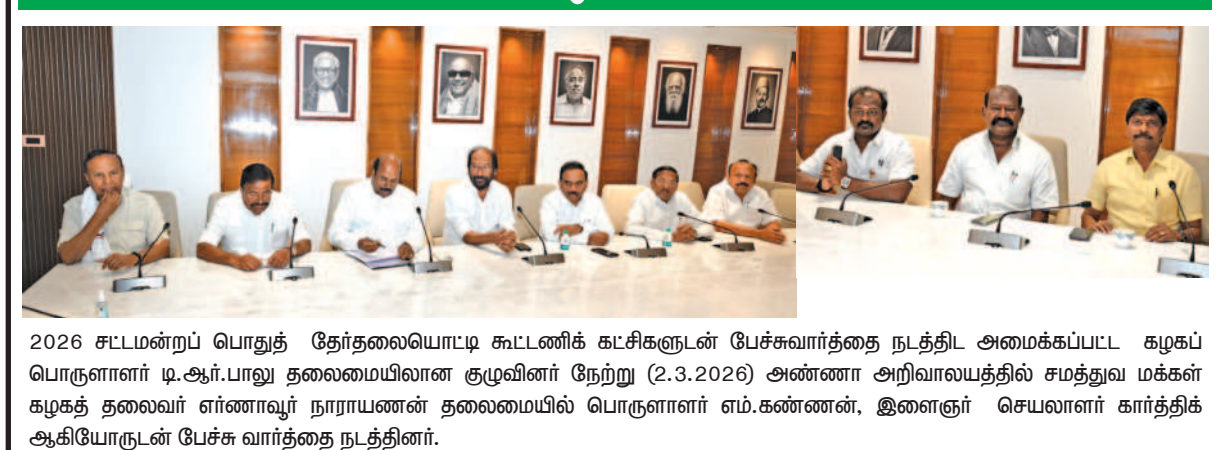 2026 சட்டமன்றப் பொதுத் தேர்தலையொட்டி கூட்டணிக் கட்சிகளுடன் பேச்சுவார்த்தை நடத்திட அமைக்கப்பட்ட கழகப்
பொருளாளர் டி.ஆர்.பாலு தலைமையிலான குழுவினர் நேற்று (2.3.2026) அண்ணா அறிவாலயத்தில் சமத்துவ மக்கள்
கழகத் தலைவர் எர்ணாவூர் நாராயணன் தலைமையில் பொருளாளர் எம்.கண்ணன், இளைஞர் செயலாளர் கார்த்திக்
ஆகியோருடன் பேச்சு வார்த்தை நடத்தினர்.